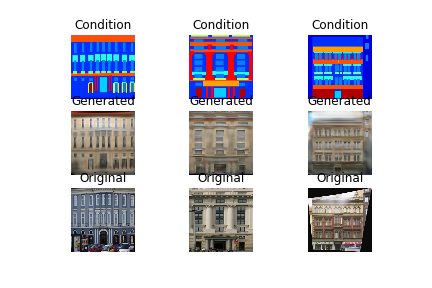 Condition Condition Condition
Generated Generated Generated
Original Original Original